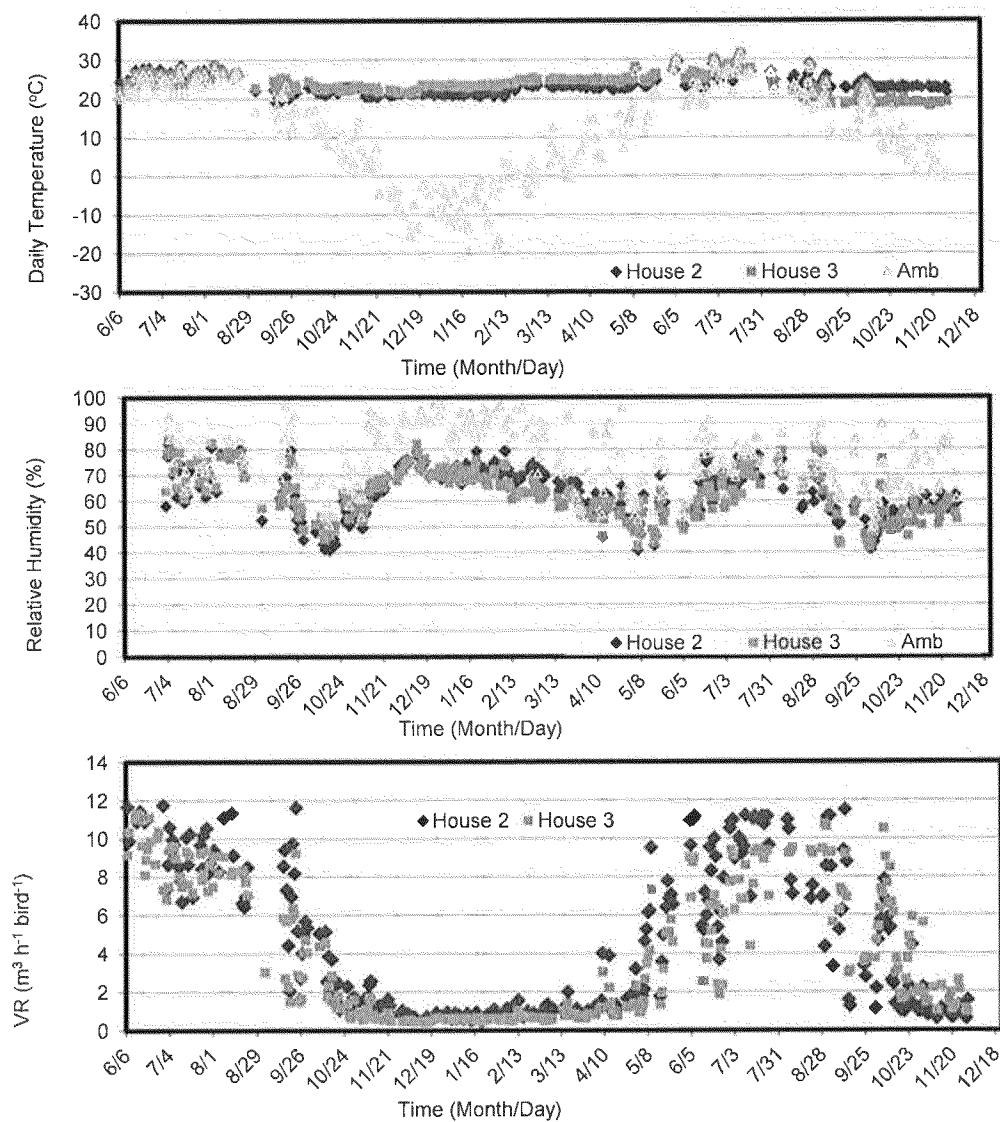 40
30
20
10
0
-10
-20
-30
Daily Temperature (ºC)
House 2 House 3 Amb
6/6 7/4 8/1 8/29 9/26 10/24 11/21 12/19 1/16 2/13 3/13 4/10 5/8 6/5 7/3 7/31 8/28 9/25 10/23 11/20 12/18
Time (Month/Day)
100
90
80
70
60
50
40
30
20
10
0
Relative Humidity (%)
House 2 House 3 Amb
6/6 7/4 8/1 8/29 9/26 10/24 11/21 12/19 1/16 2/13 3/13 4/10 5/8 6/5 7/3 7/31 8/28 9/25 10/23 11/20 12/18
Time (Month/Day)
14
12
10
8
6
4
2
0
VR (m³ h⁻¹ bird⁻¹)
House 2 House 3
6/6 7/4 8/1 8/29 9/26 10/24 11/21 12/19 1/16 2/13 3/13 4/10 5/8 6/5 7/3 7/31 8/28 9/25 10/23 11/20 12/18
Time (Month/Day)